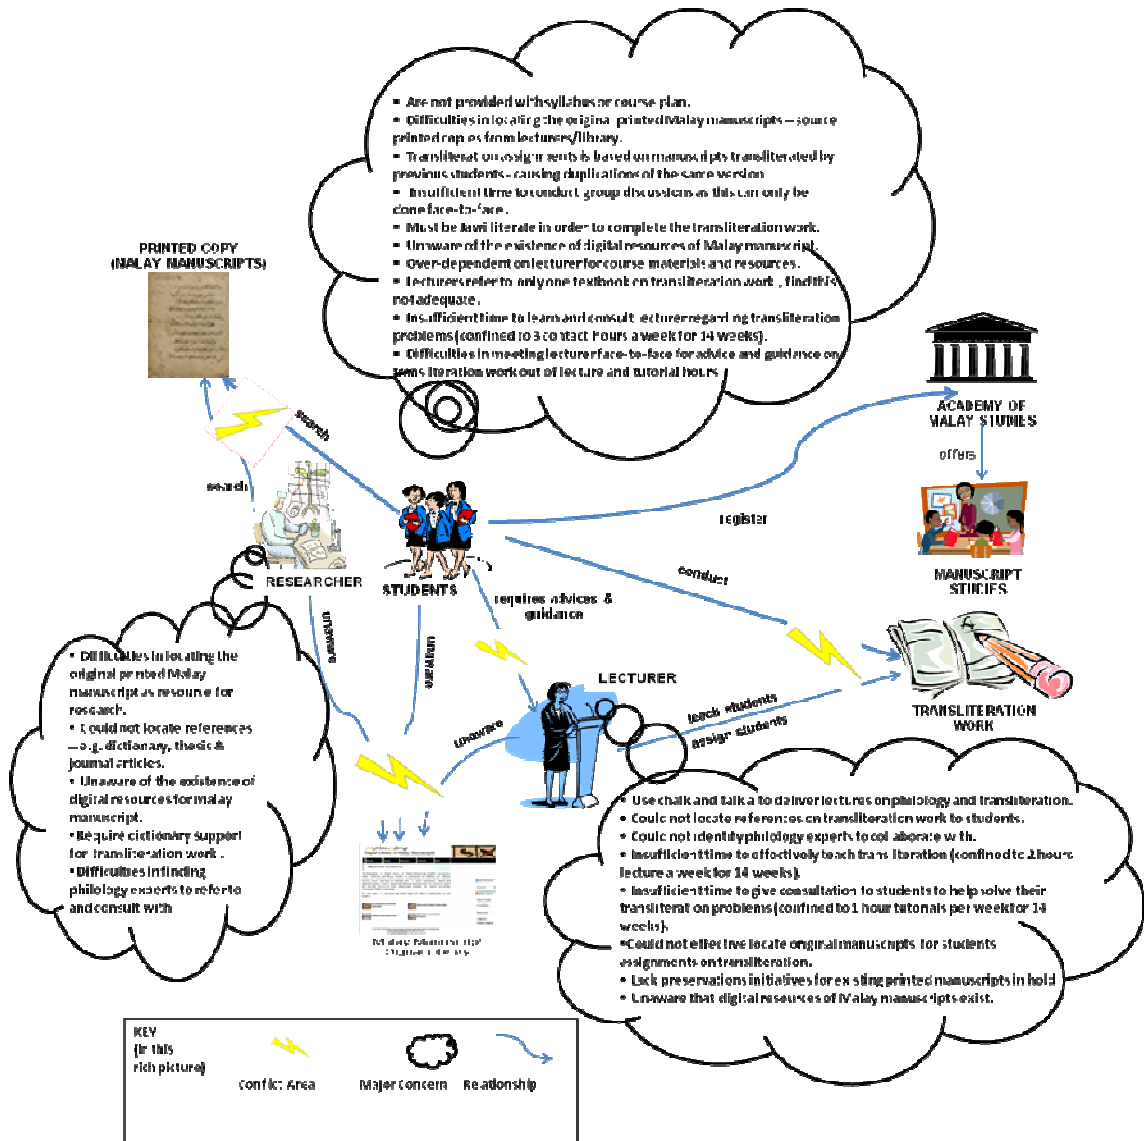 • Are not provided with syllabus or course plan.
• Difficulties in locating the original printed Malay manuscripts – source
printed copies from lecturers/library.
• Transliteration assignments is based on manuscripts transliterated by
previous students - causing duplications of the same version
• Insufficient time to conduct group discussions as this can only be
done face-to-face.
• Must be Jawi literate in order to complete the transliteration work.
• Unaware of the existence of digital resources of Malay manuscript.
• Over-dependent on lecturer for course materials and resources.
• Lecturers refer to only one textbook on transliteration work , find this
not adequate.
• Insufficient time to learn and consult lecturer regarding transliteration
problems (confined to 3 contact hours a week for 14 weeks).
• Difficulties in meeting lecturer face-to-face for advice and guidance on
transliteration work out of lecture and tutorial hours
PRINTED COPY
(MALAY MANUSCRIPTS)
search
search
ACADEMY OF
MALAY STUDIES
offers
register
RESEARCHER
STUDENTS
requires advices &
guidance
conduct
MANUSCRIPT
STUDIES
unaware
unaware
unaware
LECTURER
teach students
assign students
TRANSLITERATION
WORK
• Difficulties in locating the
original printed Malay
manuscript as resource for
research.
• Could not locate references
– e.g. dictionary, thesis &
journal articles.
• Unaware of the existence of
digital resources for malay
manuscript.
• Require dictionary support
for transliteration work .
• Difficulties in finding
philology experts to refer to
and consult with
• Use chalk and talk a to deliver lectures on philology and transliteration.
• Could not locate references on transliteration work to students.
• Could not identify philology experts to collaborate with.
• Insufficient time to effectively teach transliteration (confined to 2 hours
lecture a week for 14 weeks).
• Insufficient time to give consultation to students to help solve their
transliteration problems (confined to 1 hour tutorials per week for 14
weeks).
•Could not effective locate original manuscripts for students
assignments on transliteration.
• Lack preservations initiatives for existing printed manuscripts in hold
• Unaware that digital resources of Malay manuscripts exist.
Malay Manuscript
Digital Library
KEY
(in this
rich picture)
Conflict Area
Major Concern
Relationship